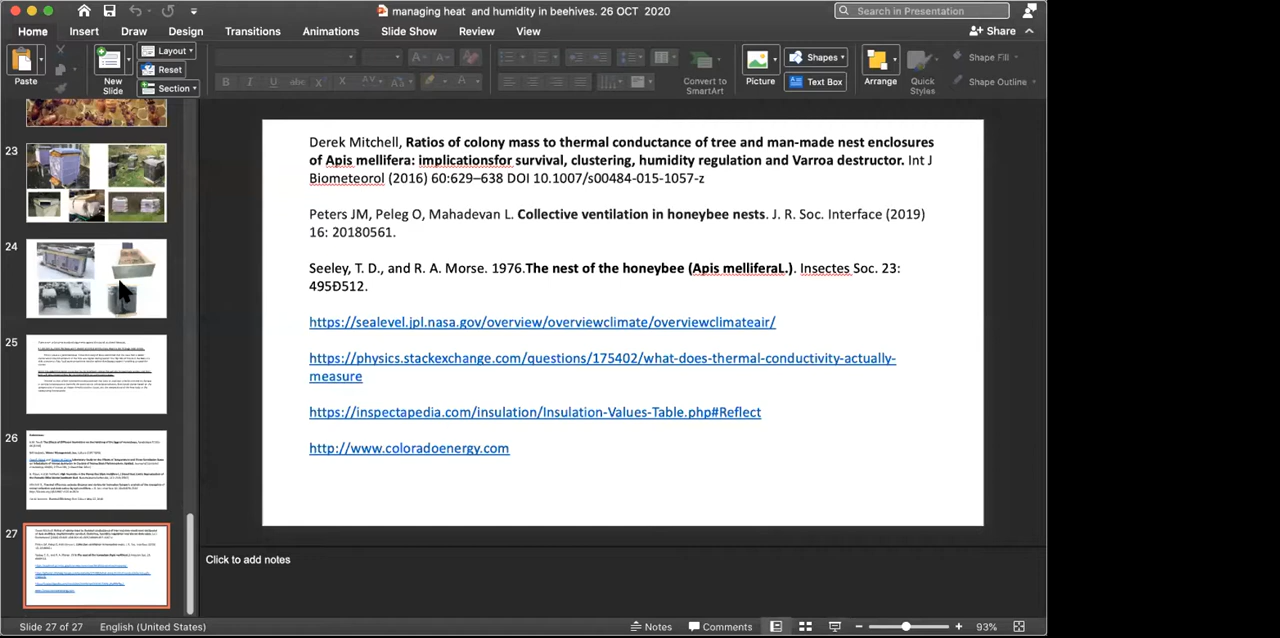 managing heat and humidity in beehives. 26 OCT 2020
Search in Presentation
Home
Insert
Draw
Design
Transitions
Animations
Slide Show
Review
View
Share
Paste
New
Slide
Layout
Reset
Section
B
I
U
abc
Convert to
SmartArt
Picture
Shapes
Text Box
Arrange
Quick
Styles
Shape Fill
Shape Outline
23
24
25
26
27
Derek Mitchell, Ratios of colony mass to thermal conductance of tree and man-made nest enclosures
of Apis mellifera: implicationsfor survival, clustering, humidity regulation and Varroa destructor. Int J
Biometeorol (2016) 60:629–638 DOI 10.1007/s00484-015-1057-z
Peters JM, Peleg O, Mahadevan L. Collective ventilation in honeybee nests. J. R. Soc. Interface (2019)
16: 20180561.
Seeley, T. D., and R. A. Morse. 1976.The nest of the honeybee (Apis melliferaL.). Insectes Soc. 23:
495Ð512.
https://sealevel.jpl.nasa.gov/overview/overviewclimate/overviewclimateair/
https://physics.stackexchange.com/questions/175402/what-does-thermal-conductivity-actually-
measure
https://inspectapedia.com/insulation/Insulation-Values-Table.php#Reflect
http://www.coloradoenergy.com
Click to add notes
Slide 27 of 27
English (United States)
Notes
Comments
93%